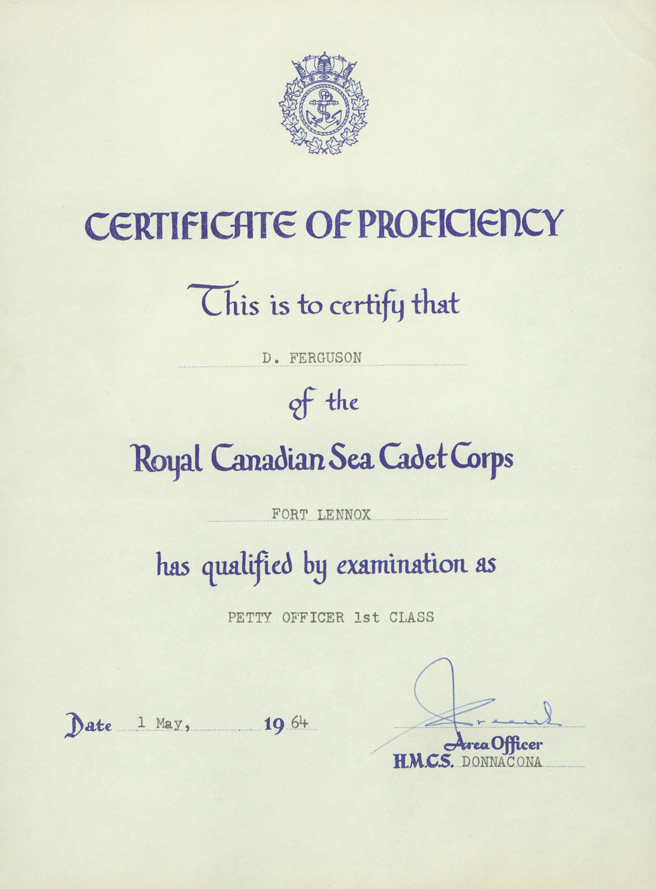 CERTIFICATE OF PROFICIENCY
This is to certify that
D. FERGUSON
of the
Royal Canadian Sea Cadet Corps
FORT LENNOX
has qualified by examination as
PETTY OFFICER 1st CLASS
Date 1 May, 19 64
Area Officer
H.M.C.S. DONNACONA